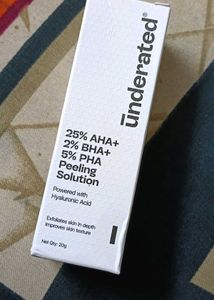 ünderated®
25% AHA+
2% BHA+
5% PHA
Peeling
Solution
Powered with
Hyaluronic Acid
Exfoliates skin in depth
improves skin texture
Net Qty: 20g